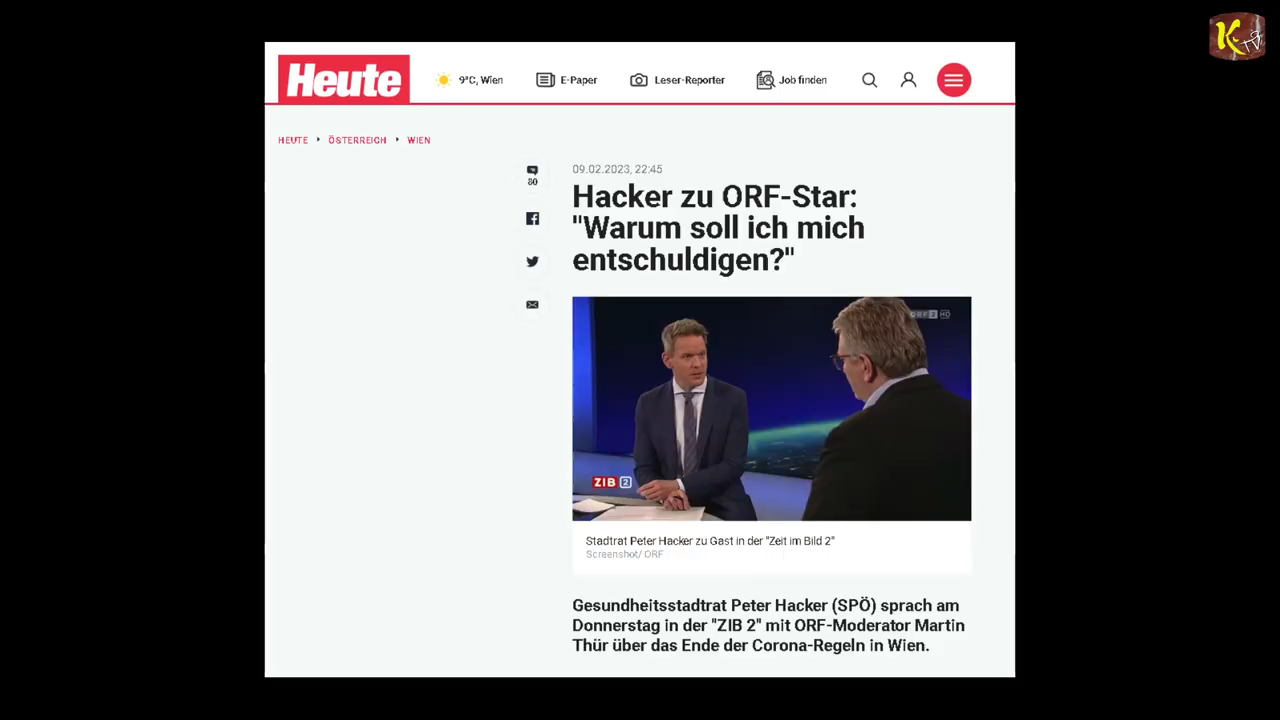 K TV
Heute
9°C, Wien
E-Paper
Leser-Reporter
Job finden
HEUTE ‣ ÖSTERREICH ‣ WIEN
80
09.02.2023, 22:45
Hacker zu ORF-Star:
"Warum soll ich mich
entschuldigen?"
ORF 2 HD
ZIB 2
Stadtrat Peter Hacker zu Gast in der "Zeit im Bild 2"
Screenshot/ ORF
Gesundheitsstadtrat Peter Hacker (SPÖ) sprach am
Donnerstag in der "ZIB 2" mit ORF-Moderator Martin
Thür über das Ende der Corona-Regeln in Wien.